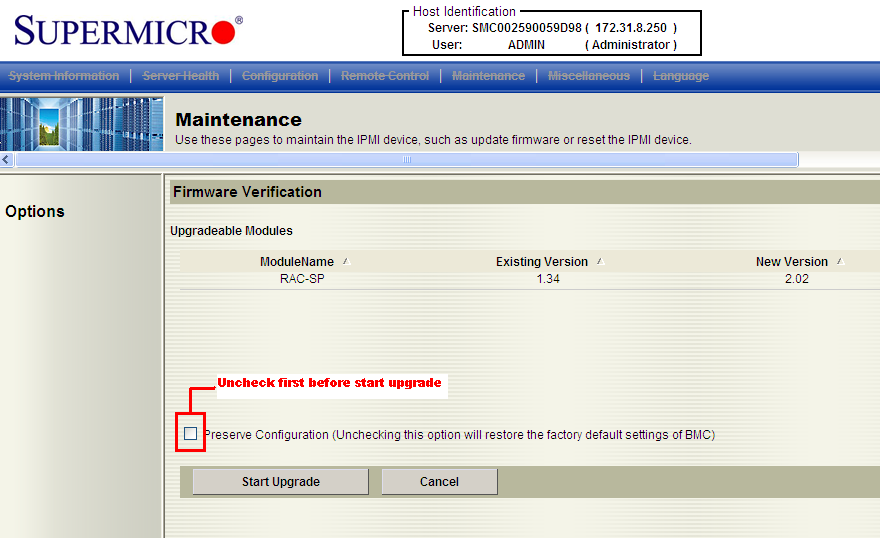 SUPERMICRO®
Host Identification
Server: SMC002590059D98 ( 172.31.8.250 )
User: ADMIN ( Administrator )
System Information | Server Health | Configuration | Remote Control | Maintenance | Miscellaneous | Language
Maintenance
Use these pages to maintain the IPMI device, such as update firmware or reset the IPMI device.
Options
Firmware Verification
Upgradeable Modules
ModuleName Existing Version New Version
RAC-SP 1.34 2.02
Uncheck first before start upgrade
Preserve Configuration (Unchecking this option will restore the factory default settings of BMC)
Start Upgrade Cancel